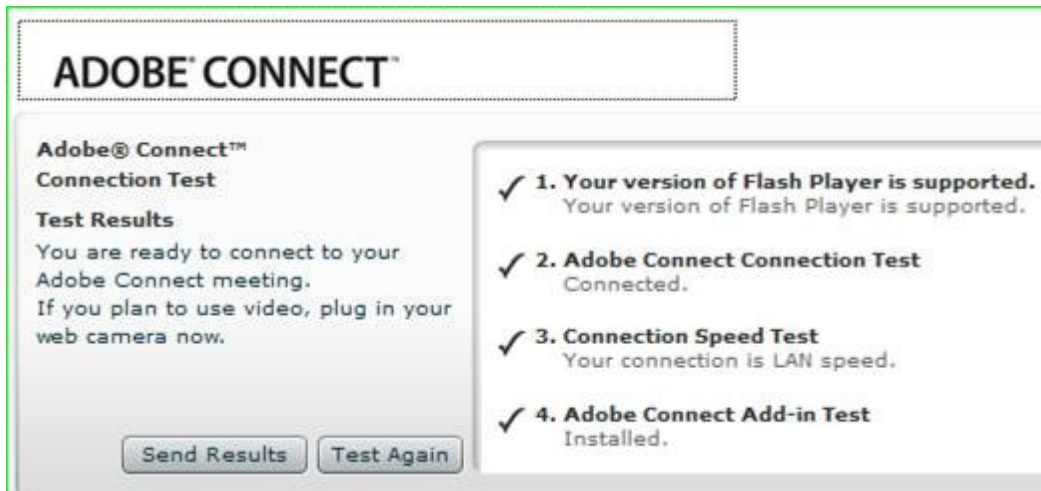 ADOBE® CONNECT™
Adobe® Connect™
Connection Test
Test Results
You are ready to connect to your
Adobe Connect meeting.
If you plan to use video, plug in your
web camera now.
Send Results
Test Again
1. Your version of Flash Player is supported.
Your version of Flash Player is supported.
2. Adobe Connect Connection Test
Connected.
3. Connection Speed Test
Your connection is LAN speed.
4. Adobe Connect Add-in Test
Installed.